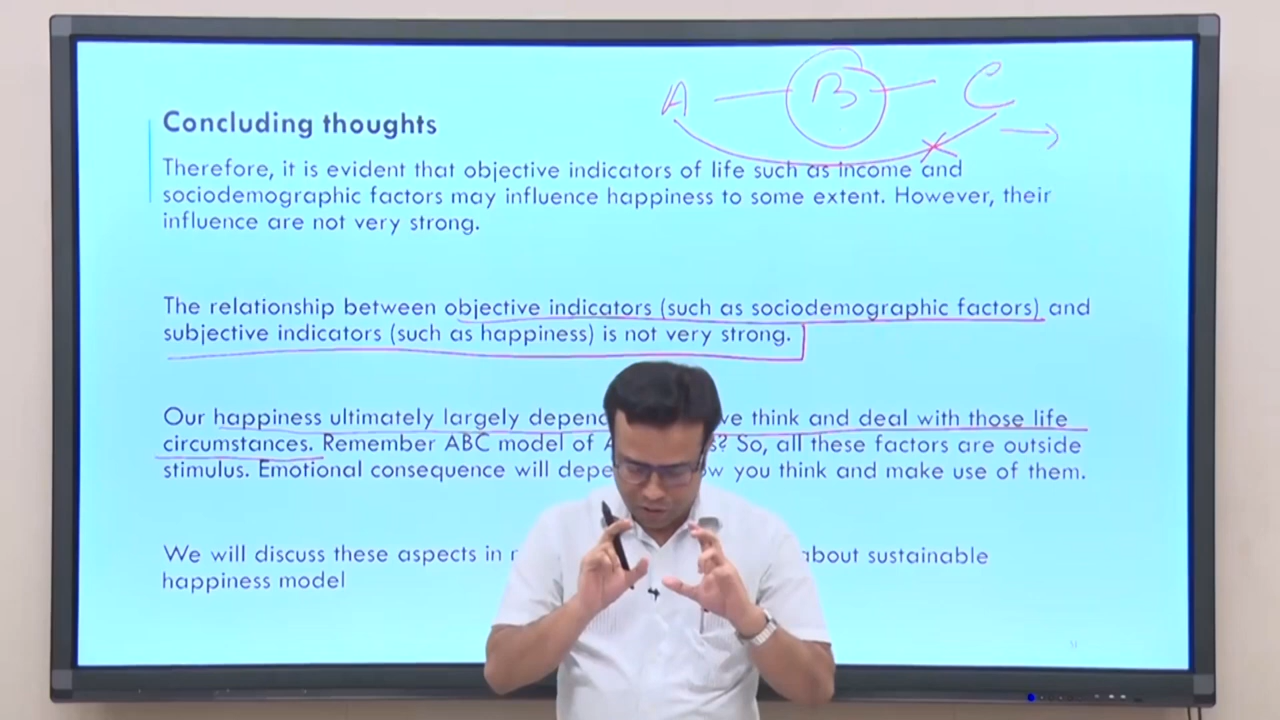 A B C
Concluding thoughts
Therefore, it is evident that objective indicators of life such as income and
sociodemographic factors may influence happiness to some extent. However, their
influence are not very strong.
The relationship between objective indicators (such as sociodemographic factors) and
subjective indicators (such as happiness) is not very strong.
Our happiness ultimately largely think and deal with those life
circumstances. Remember ABC model of So, all these factors are outside
stimulus. Emotional consequence will you think and make use of them.
We will discuss these aspects in about sustainable
happiness model